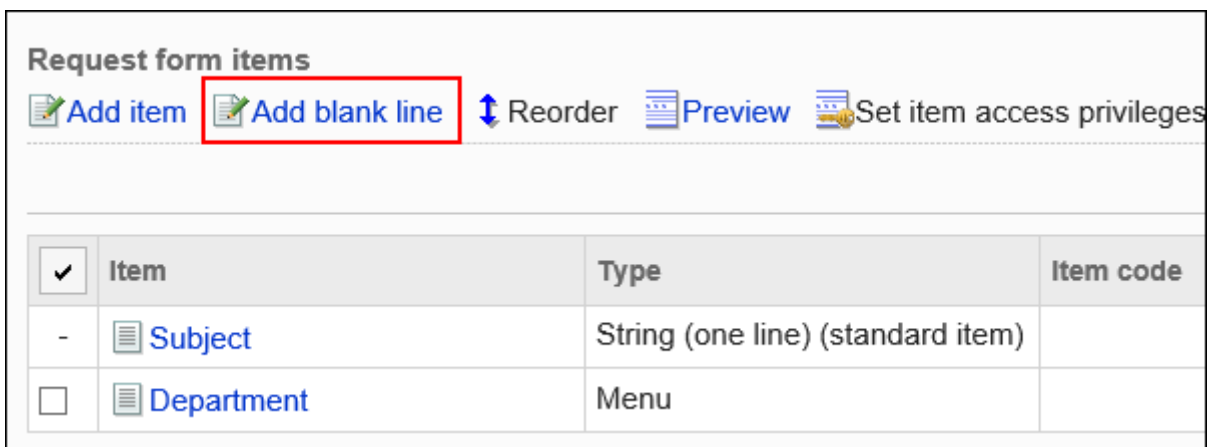 Request form items
Add item Add blank line Reorder Preview Set item access privileges
Item Type Item code
- Subject String (one line) (standard item)
Department Menu